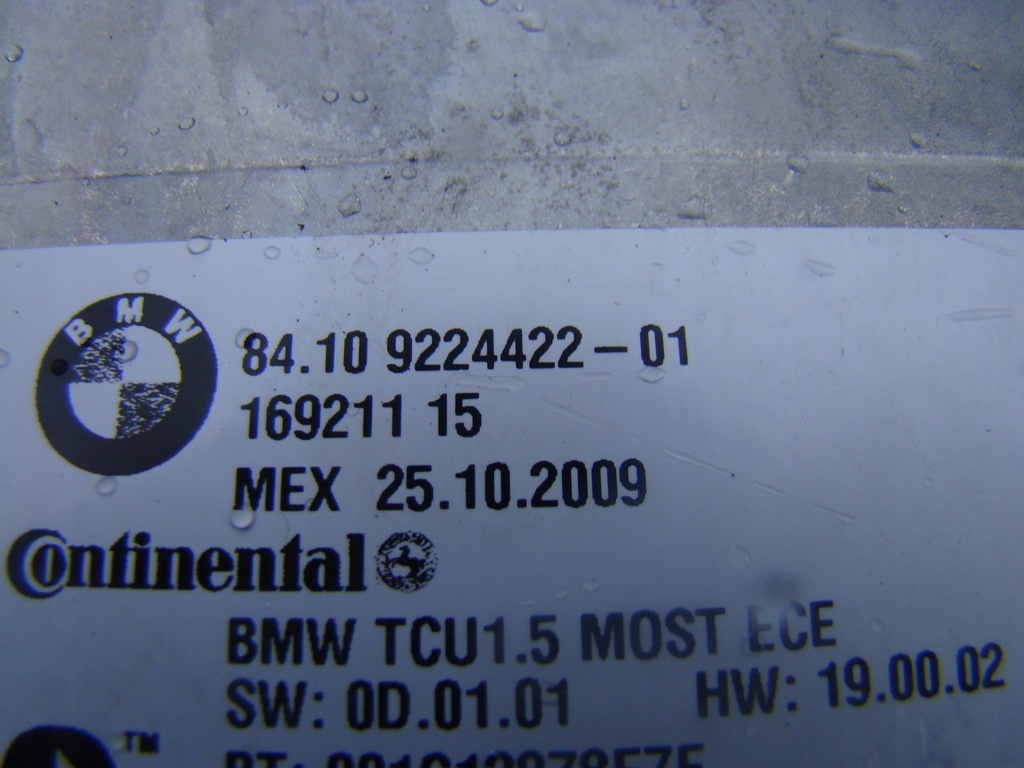 BMW
84.10 9224422-01
169211 15
MEX 25.10.2009
Continental
BMW TCU1.5 MOST ECE
SW: 0D.01.01 HW: 19.00.02
TM